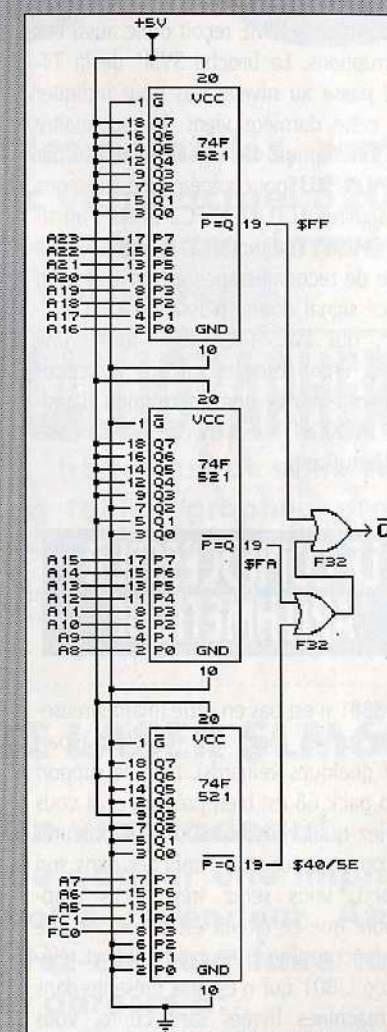 +5V
20
1 G VCC
18 Q7
16 Q6
14 Q5
12 Q4
9 Q3
7 Q2
5 Q1
3 Q0
74F
521
P=Q 19 $FF
A23 17 P7
A22 15 P6
A21 13 P5
A20 11 P4
A19 8 P3
A18 6 P2
A17 4 P1
A16 2 P0 GND
10
20
1 G VCC
18 Q7
16 Q6
14 Q5
12 Q4
9 Q3
7 Q2
5 Q1
3 Q0
74F
521
P=Q 19
$FA
A15 17 P7
A14 15 P6
A13 13 P5
A12 11 P4
A11 8 P3
A10 6 P2
A9 4 P1
A8 2 P0 GND
F32
F32
10
20
1 G VCC
18 Q7
16 Q6
14 Q5
12 Q4
9 Q3
7 Q2
5 Q1
3 Q0
74F
521
P=Q 19 $40/5E
A7 17 P7
A6 15 P6
A5 13 P5
FC1 11 P4
FC0 8 P3
6 P2
4 P1
2 P0 GND
10